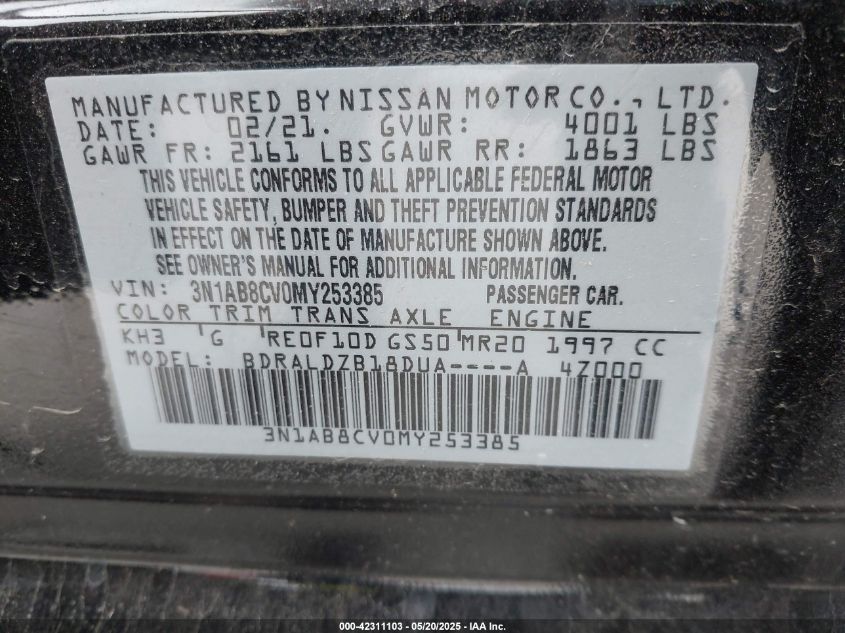 MANUFACTURED BY NISSAN MOTOR CO., LTD.
DATE: 02/21. GVWR: 4001 LBS
GAWR FR: 2161 LBS GAWR RR: 1863 LBS
THIS VEHICLE CONFORMS TO ALL APPLICABLE FEDERAL MOTOR
VEHICLE SAFETY, BUMPER AND THEFT PREVENTION STANDARDS
IN EFFECT ON THE DATE OF MANUFACTURE SHOWN ABOVE.
SEE OWNER'S MANUAL FOR ADDITIONAL INFORMATION.
VIN: 3N1AB8CV0MY253385 PASSENGER CAR.
COLOR TRIM TRANS AXLE ENGINE
KH3 G RE0F10D GS50 MR20 1997 CC
MODEL: BDRALDZB18DUA----A 4Z000
3N1AB8CV0MY253385
000-42311103 — 05/20/2025 — IAA Inc.